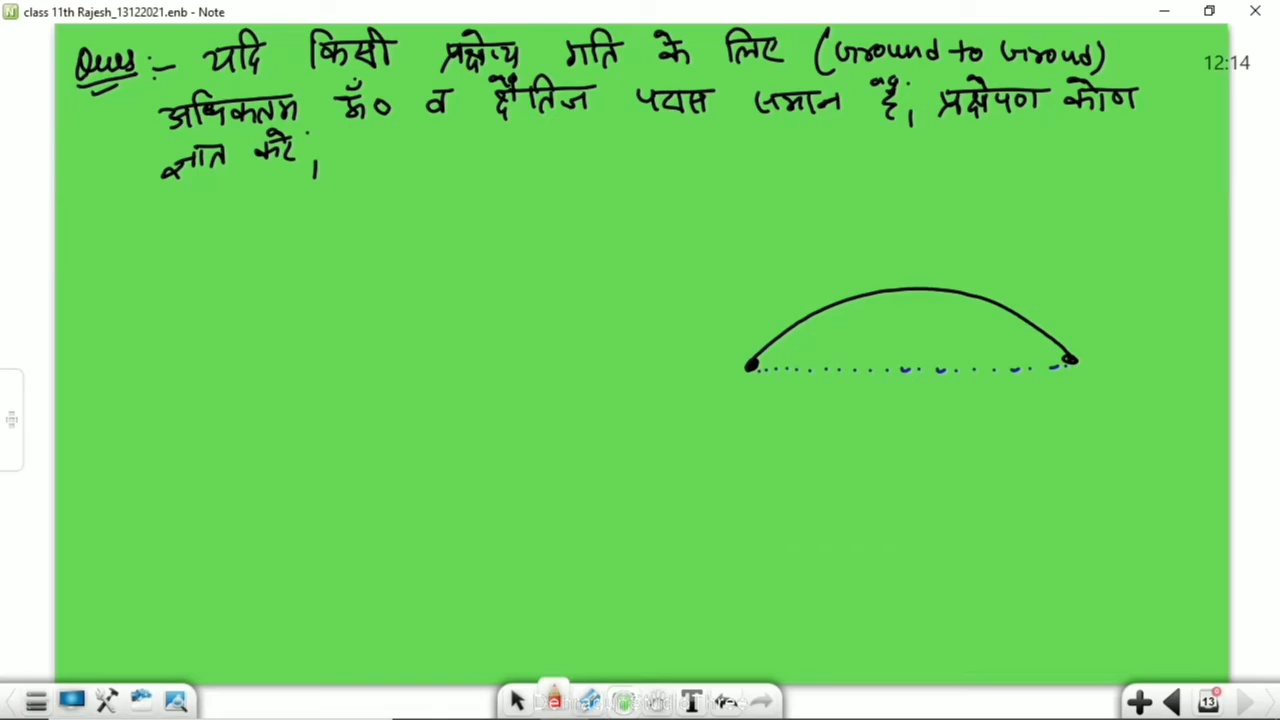 class 11th Rajesh_13122021.enb - Note
Ques :- यदि किसी प्रक्षेप्य गति के लिए (Ground to Ground)
12:14
अधिकतम ऊँ० व क्षैतिज परास समान है, प्रक्षेपण कोण
ज्ञात करें,
T
13